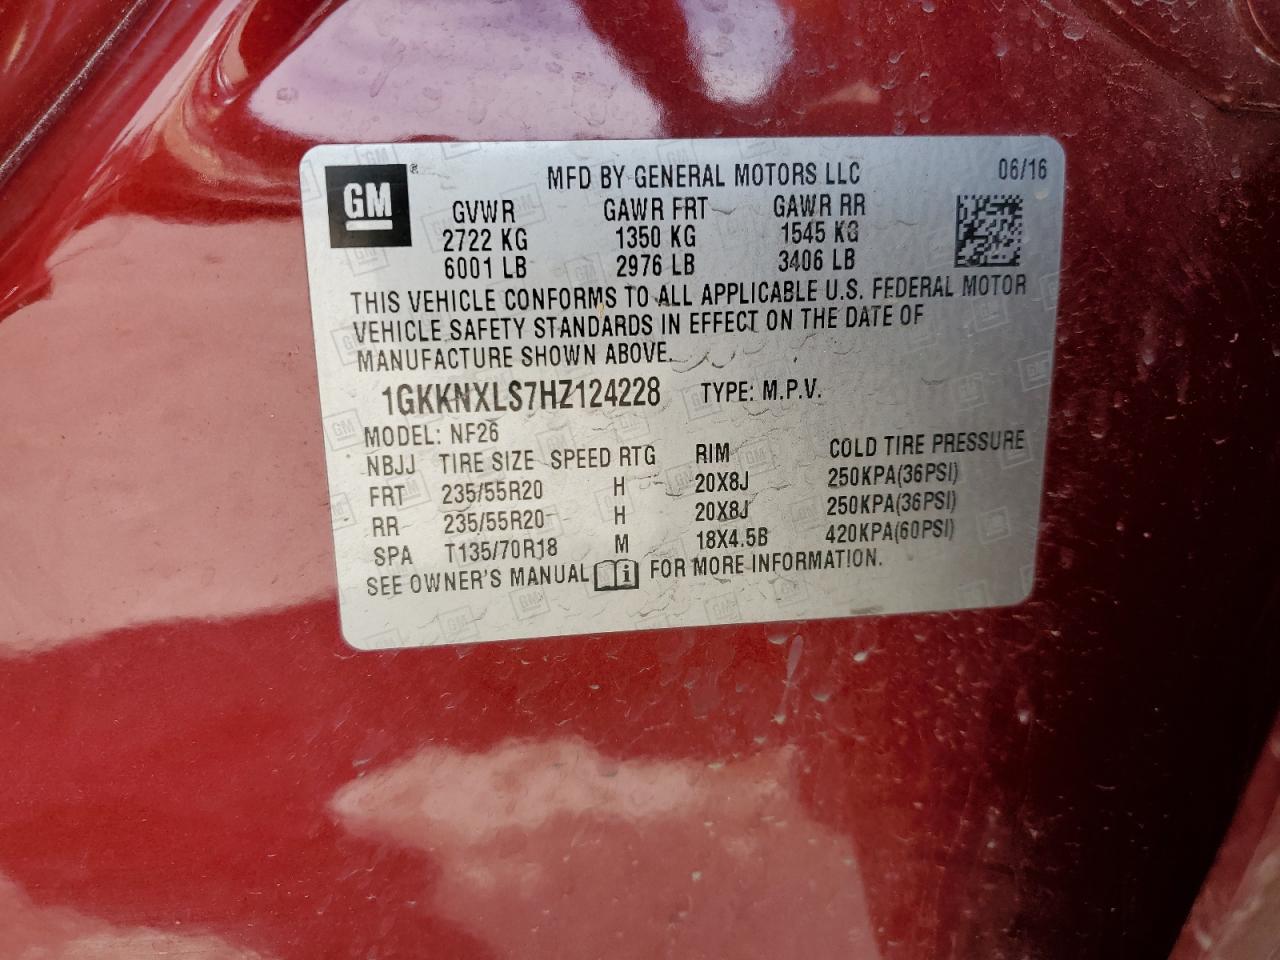 GM®
MFD BY GENERAL MOTORS LLC 06/16
GVWR GAWR FRT GAWR RR
2722 KG 1350 KG 1545 KG
6001 LB 2976 LB 3406 LB
THIS VEHICLE CONFORMS TO ALL APPLICABLE U.S. FEDERAL MOTOR
VEHICLE SAFETY STANDARDS IN EFFECT ON THE DATE OF
MANUFACTURE SHOWN ABOVE.
1GKKNXLS7HZ124228 TYPE: M.P.V.
MODEL: NF26
NBJJ TIRE SIZE SPEED RTG RIM COLD TIRE PRESSURE
FRT 235/55R20 H 20X8J 250KPA(36PSI)
RR 235/55R20 H 20X8J 250KPA(36PSI)
SPA T135/70R18 M 18X4.5B 420KPA(60PSI)
SEE OWNER'S MANUAL i FOR MORE INFORMATION.